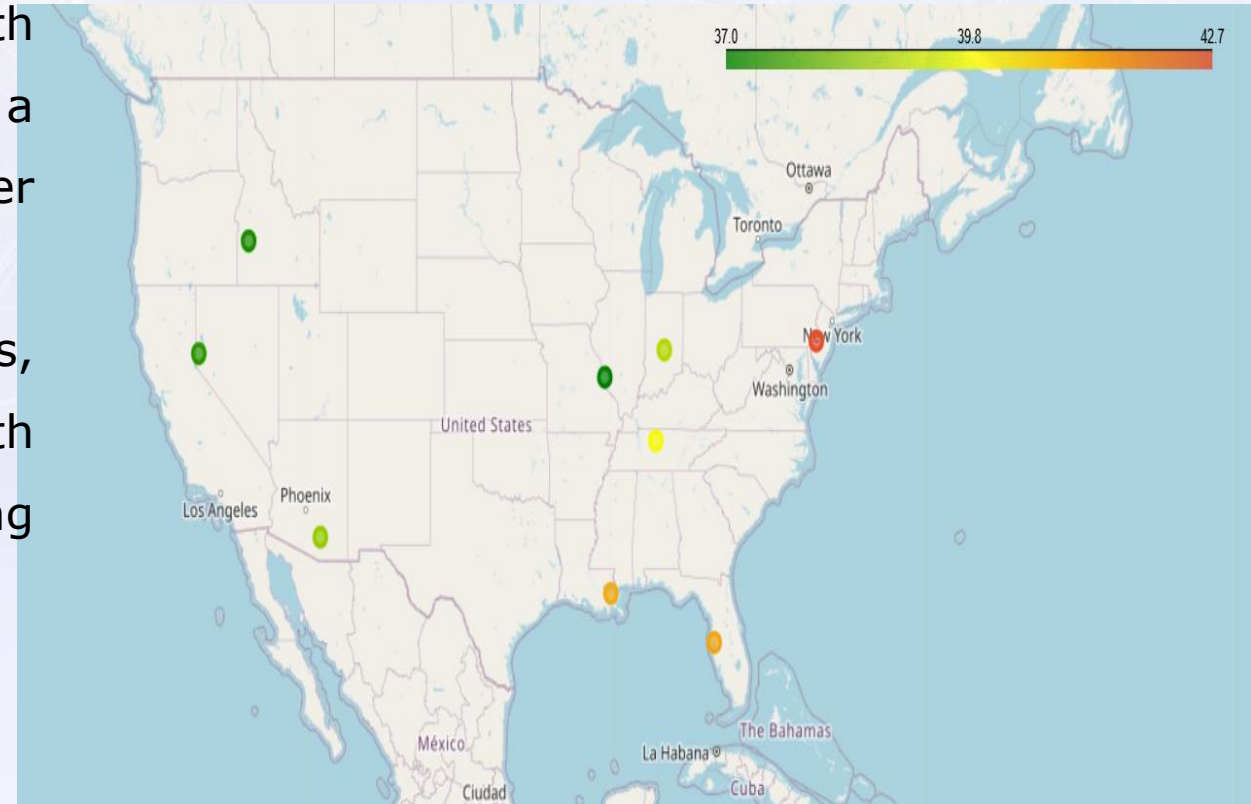 th
a
er
s,
th
ng
37.0 39.8 42.7
Ottawa
Toronto
New York
Washington
United States
Phoenix
Los Angeles
The Bahamas
México
La Habana
Cuba
Ciudad